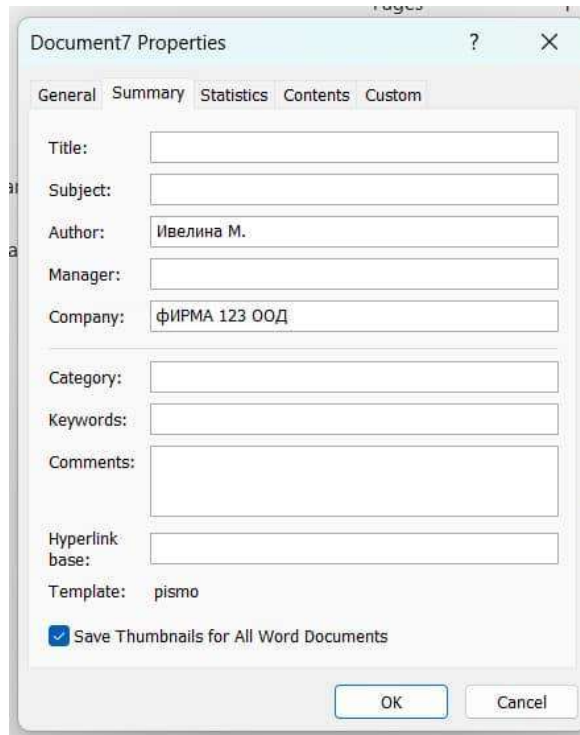 Pages
Document7 Properties ? ✕
General Summary Statistics Contents Custom
Title:
Subject:
Author: Ивелина М.
Manager:
Company: фИРМА 123 ООД
Category:
Keywords:
Comments:
Hyperlink
base:
Template: pismo
Save Thumbnails for All Word Documents
OK Cancel